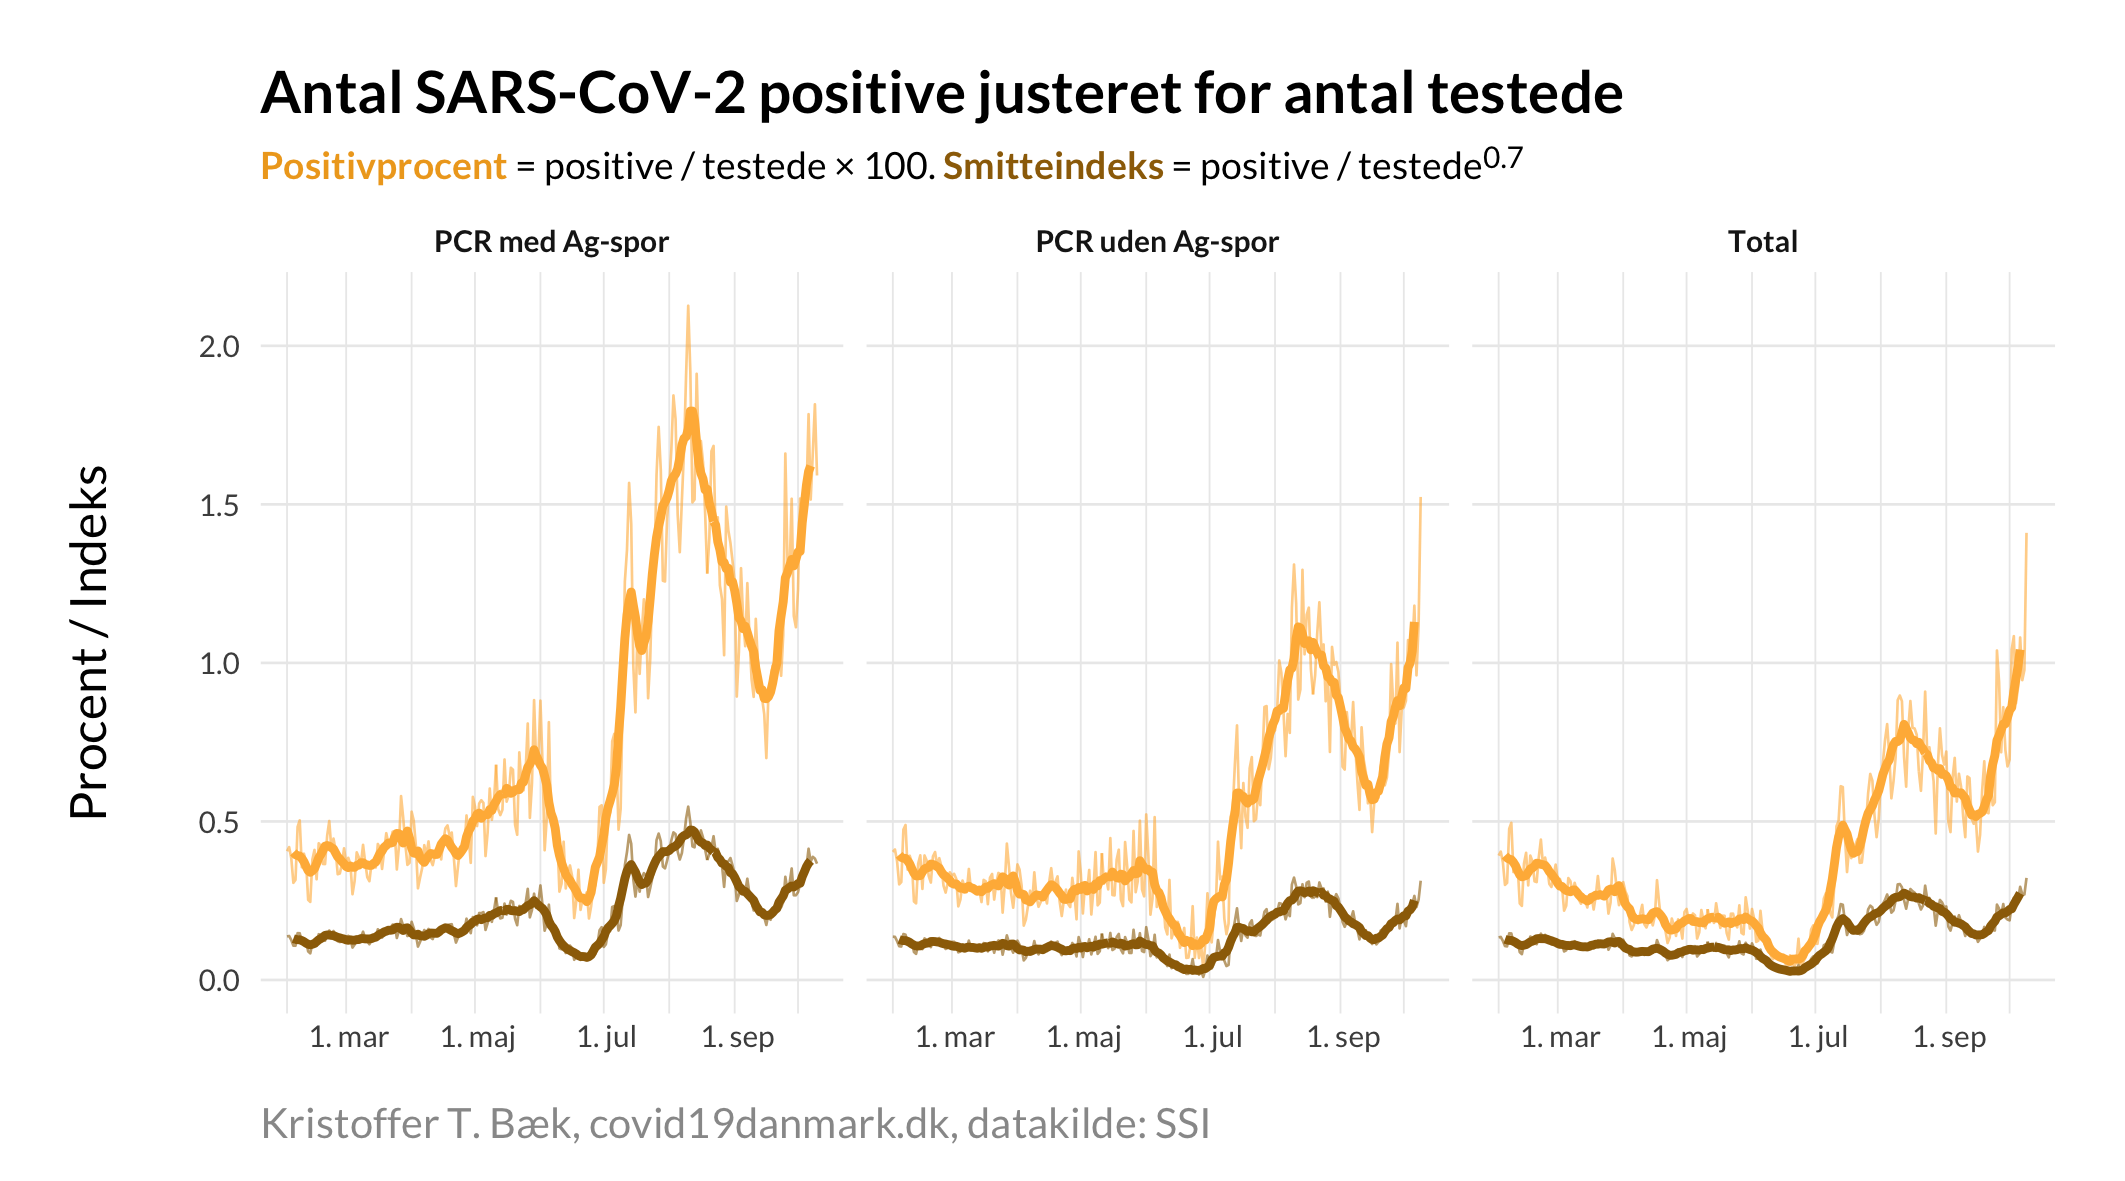 Antal SARS-CoV-2 positive justeret for antal testede
Positivprocent = positive / testede × 100. Smitteindeks = positive / testede^0.7
PCR med Ag-spor
PCR uden Ag-spor
Total
Procent / Indeks
2.0
1.5
1.0
0.5
0.0
1. mar 1. maj 1. jul 1. sep
1. mar 1. maj 1. jul 1. sep
1. mar 1. maj 1. jul 1. sep
Kristoffer T. Bæk, covid19danmark.dk, datakilde: SSI